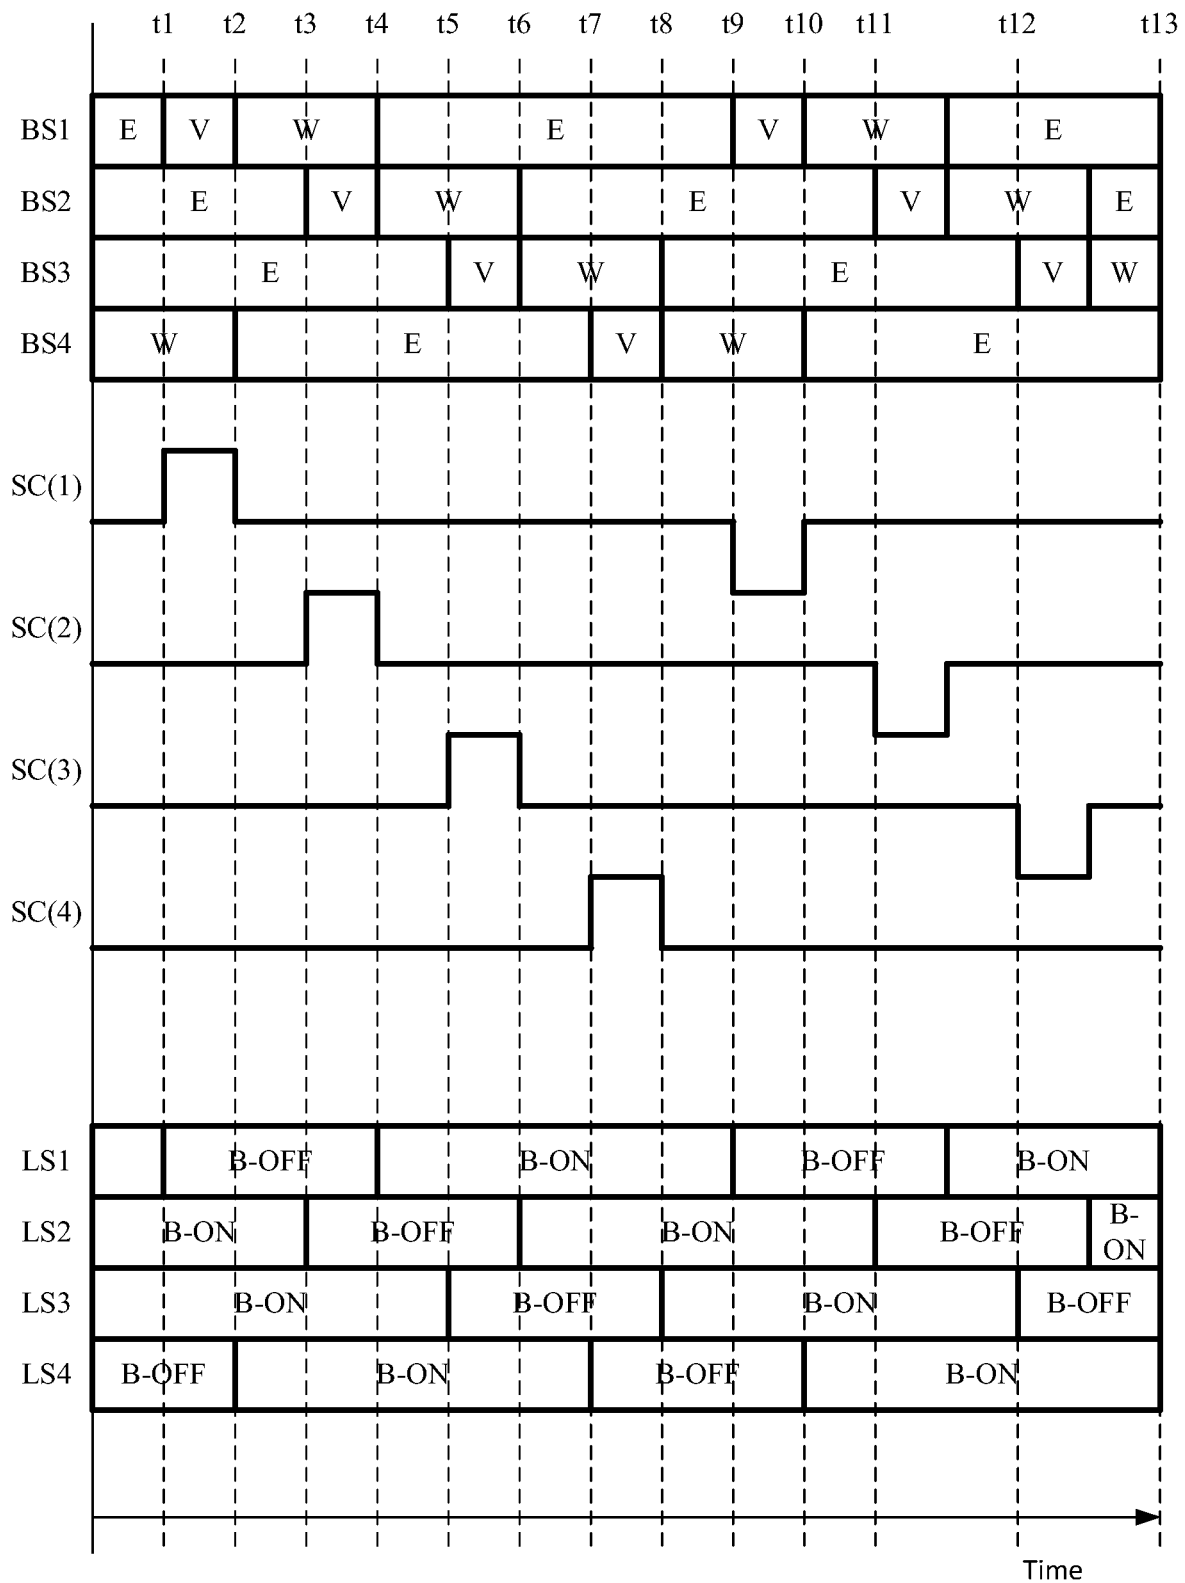 t1 t2 t3 t4 t5 t6 t7 t8 t9 t10 t11 t12 t13
BS1 E V W E V W E
BS2 E V W E V W E
BS3 E V W E V W
BS4 W E V W E
SC(1)
SC(2)
SC(3)
SC(4)
LS1 B-OFF B-ON B-OFF B-ON
LS2 B-ON B-OFF B-ON B-OFF B-
ON
LS3 B-ON B-OFF B-ON B-OFF
LS4 B-OFF B-ON B-OFF B-ON
Time